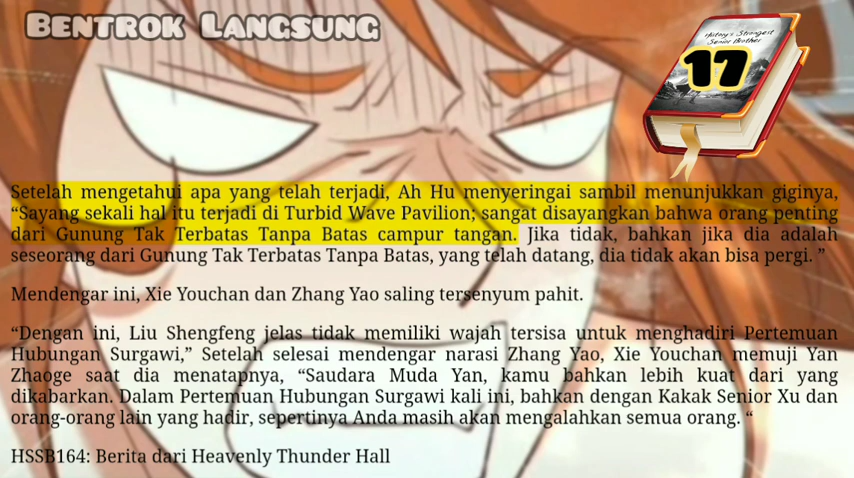 BENTROK LANGSUNG
History's Strongest
Senior Brother
17
Setelah mengetahui apa yang telah terjadi, Ah Hu menyeringai sambil menunjukkan giginya,
“Sayang sekali hal itu terjadi di Turbid Wave Pavilion; sangat disayangkan bahwa orang penting
dari Gunung Tak Terbatas Tanpa Batas campur tangan. Jika tidak, bahkan jika dia adalah
seseorang dari Gunung Tak Terbatas Tanpa Batas, yang telah datang, dia tidak akan bisa pergi. ”
Mendengar ini, Xie Youchan dan Zhang Yao saling tersenyum pahit.
“Dengan ini, Liu Shengfeng jelas tidak memiliki wajah tersisa untuk menghadiri Pertemuan
Hubungan Surgawi,” Setelah selesai mendengar narasi Zhang Yao, Xie Youchan memuji Yan
Zhaoge saat dia menatapnya, “Saudara Muda Yan, kamu bahkan lebih kuat dari yang
dikabarkan. Dalam Pertemuan Hubungan Surgawi kali ini, bahkan dengan Kakak Senior Xu dan
orang-orang lain yang hadir, sepertinya Anda masih akan mengalahkan semua orang. “
HSSB164: Berita dari Heavenly Thunder Hall